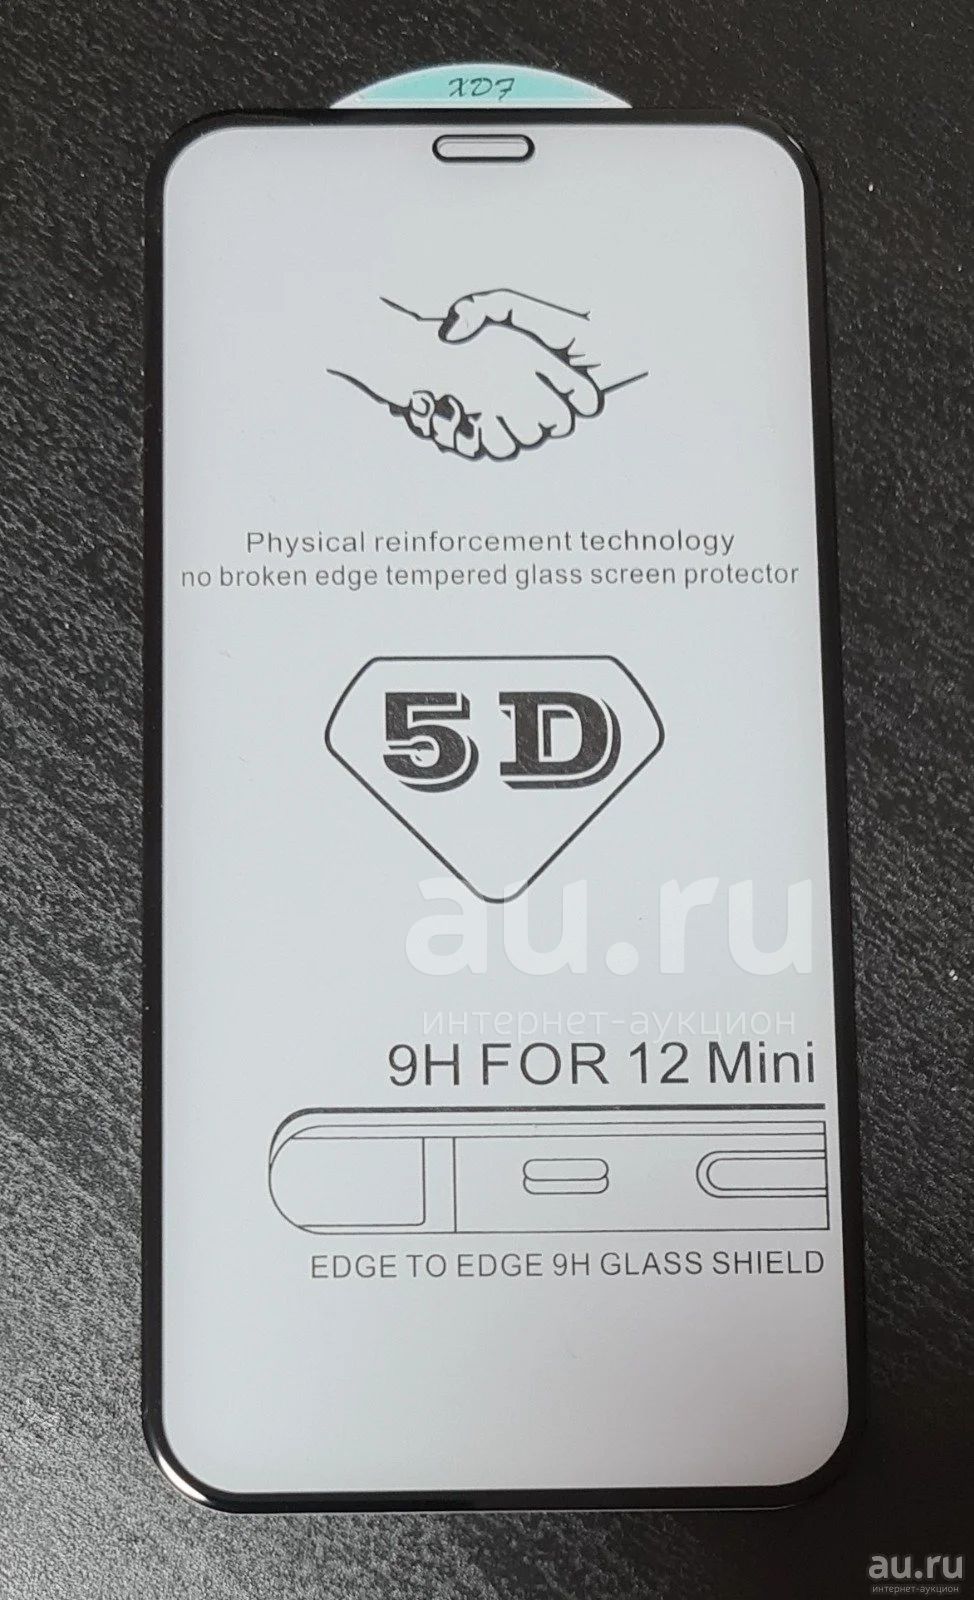 XD7
Physical reinforcement technology
no broken edge tempered glass screen protector
5D
au.ru
интернет-аукцион
9H FOR 12 Mini
EDGE TO EDGE 9H GLASS SHIELD
au.ru
интернет-аукцион